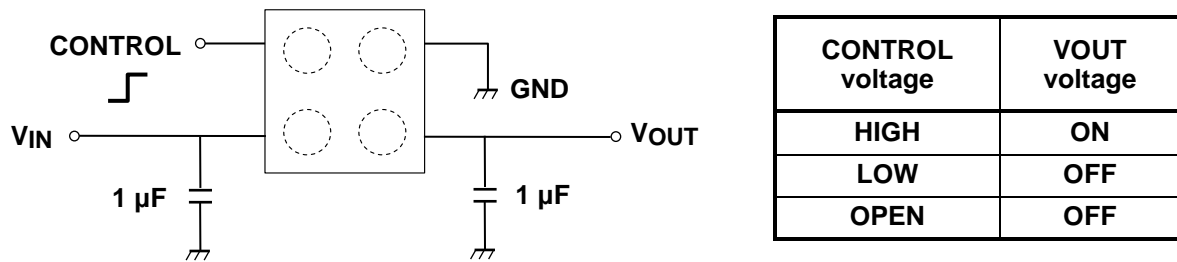 CONTROL
GND
VIN
VOUT
1 µF
1 µF
CONTROL voltage VOUT voltage
HIGH ON
LOW OFF
OPEN OFF